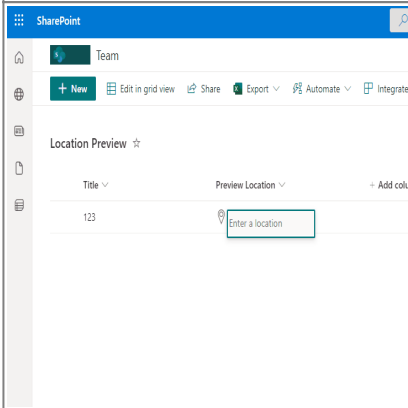 SharePoint
Team
New Edit in grid view Share Export Automate Integrate
Location Preview
Title Preview Location + Add colu
123 Enter a location